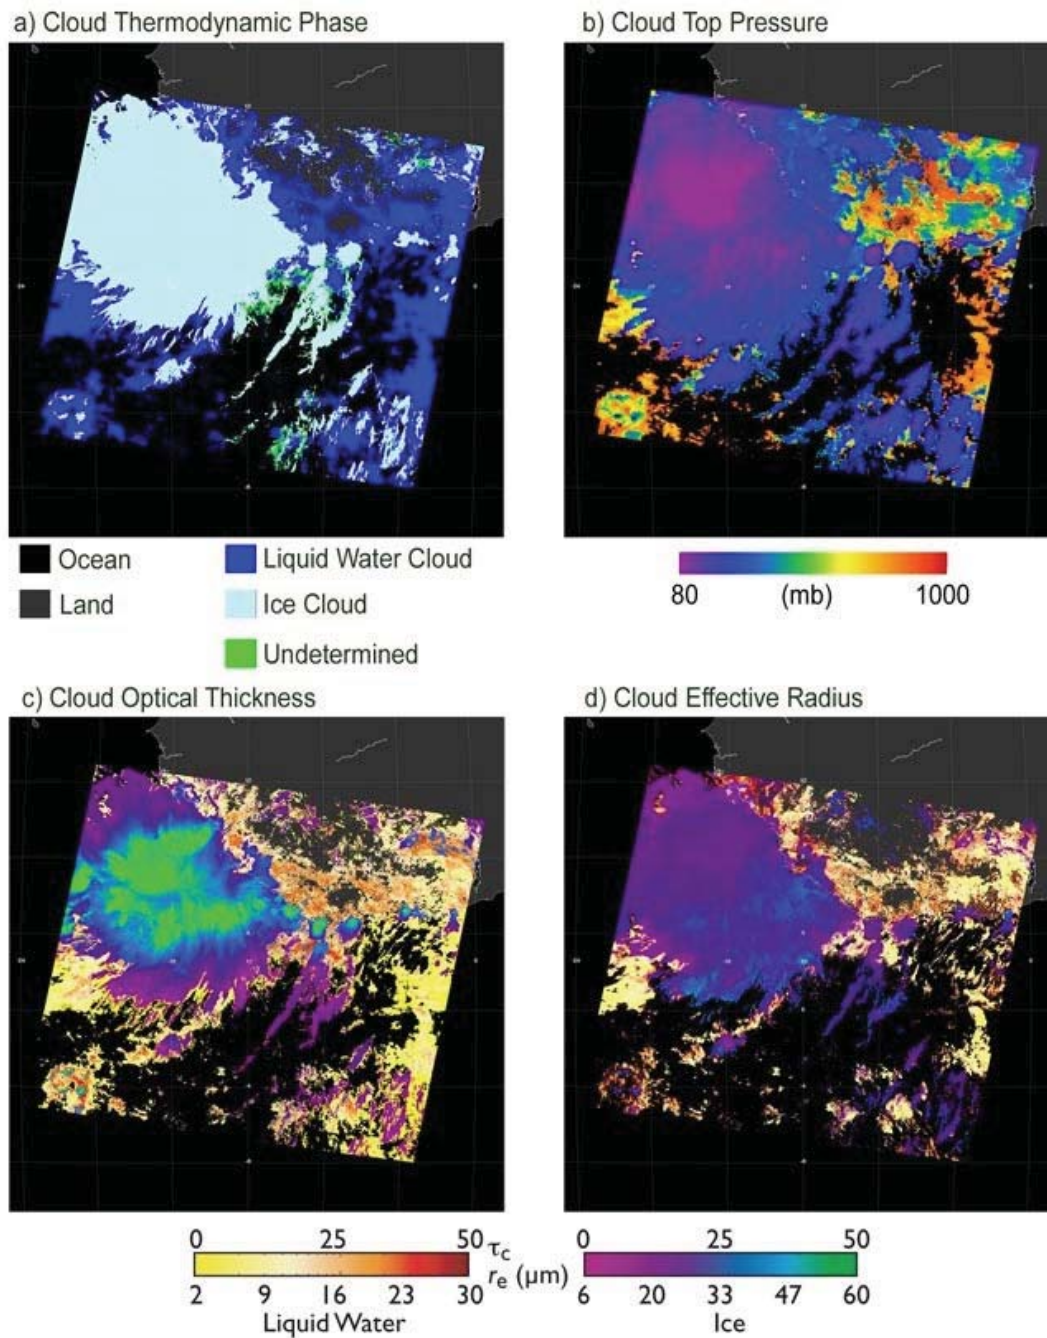 a) Cloud Thermodynamic Phase
b) Cloud Top Pressure
Ocean
Liquid Water Cloud
Land
Ice Cloud
Undetermined
80 (mb) 1000
c) Cloud Optical Thickness
d) Cloud Effective Radius
0 25 50 τc 0 25 50
2 9 16 23 30 re (μm) 6 20 33 47 60
Liquid Water Ice